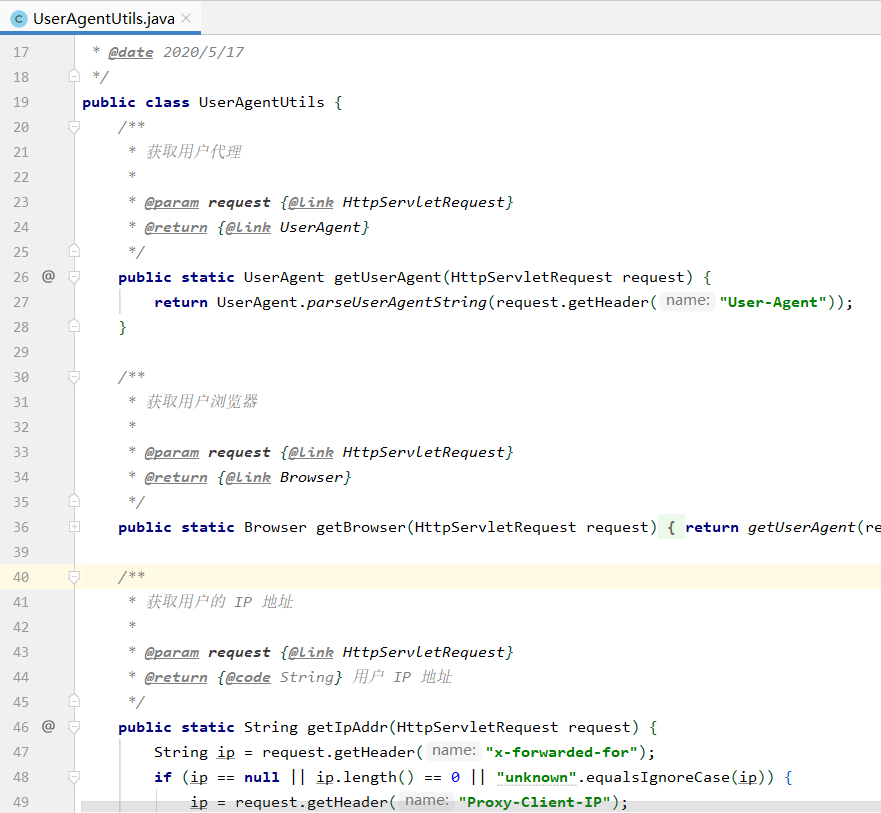 C UserAgentUtils.java ×
17 * @date 2020/5/17
18 */
19 public class UserAgentUtils {
20 /**
21 * 获取用户代理
22 *
23 * @param request {@link HttpServletRequest}
24 * @return {@link UserAgent}
25 */
26 @ public static UserAgent getUserAgent(HttpServletRequest request) {
27 return UserAgent.parseUserAgentString(request.getHeader( name: "User-Agent"));
28 }
29
30 /**
31 * 获取用户浏览器
32 *
33 * @param request {@link HttpServletRequest}
34 * @return {@link Browser}
35 */
36 public static Browser getBrowser(HttpServletRequest request) { return getUserAgent(re
39
40 /**
41 * 获取用户的 IP 地址
42 *
43 * @param request {@link HttpServletRequest}
44 * @return {@code String} 用户 IP 地址
45 */
46 @ public static String getIpAddr(HttpServletRequest request) {
47 String ip = request.getHeader( name: "x-forwarded-for");
48 if (ip == null || ip.length() == 0 || "unknown".equalsIgnoreCase(ip)) {
49 ip = request.getHeader( name: "Proxy-Client-IP");